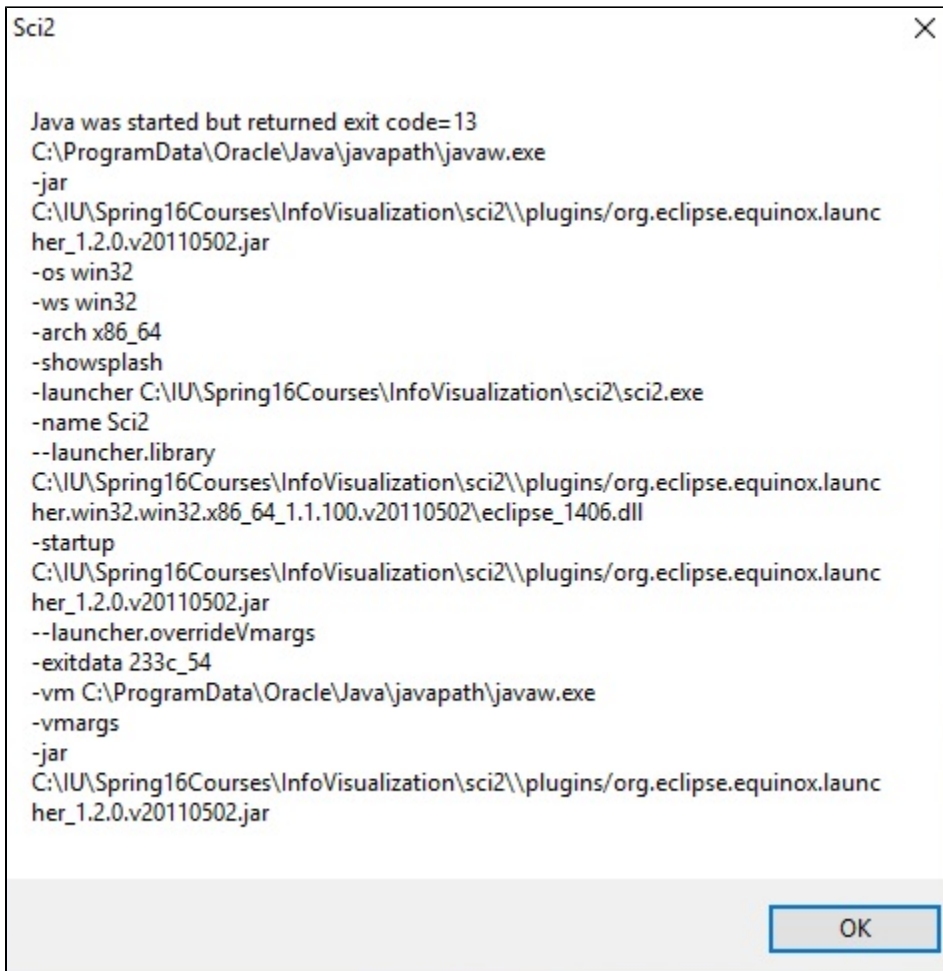 Sci2
Java was started but returned exit code=13
C:\ProgramData\Oracle\Java\javapath\javaw.exe
-jar
C:\IU\Spring16Courses\InfoVisualization\sci2\\plugins/org.eclipse.equinox.launc
her_1.2.0.v20110502.jar
-os win32
-ws win32
-arch x86_64
-showsplash
-launcher C:\IU\Spring16Courses\InfoVisualization\sci2\sci2.exe
-name Sci2
--launcher.library
C:\IU\Spring16Courses\InfoVisualization\sci2\\plugins/org.eclipse.equinox.launc
her.win32.win32.x86_64_1.1.100.v20110502\eclipse_1406.dll
-startup
C:\IU\Spring16Courses\InfoVisualization\sci2\\plugins/org.eclipse.equinox.launc
her_1.2.0.v20110502.jar
--launcher.overrideVmargs
-exitdata 233c_54
-vm C:\ProgramData\Oracle\Java\javapath\javaw.exe
-vmargs
-jar
C:\IU\Spring16Courses\InfoVisualization\sci2\\plugins/org.eclipse.equinox.launc
her_1.2.0.v20110502.jar
OK